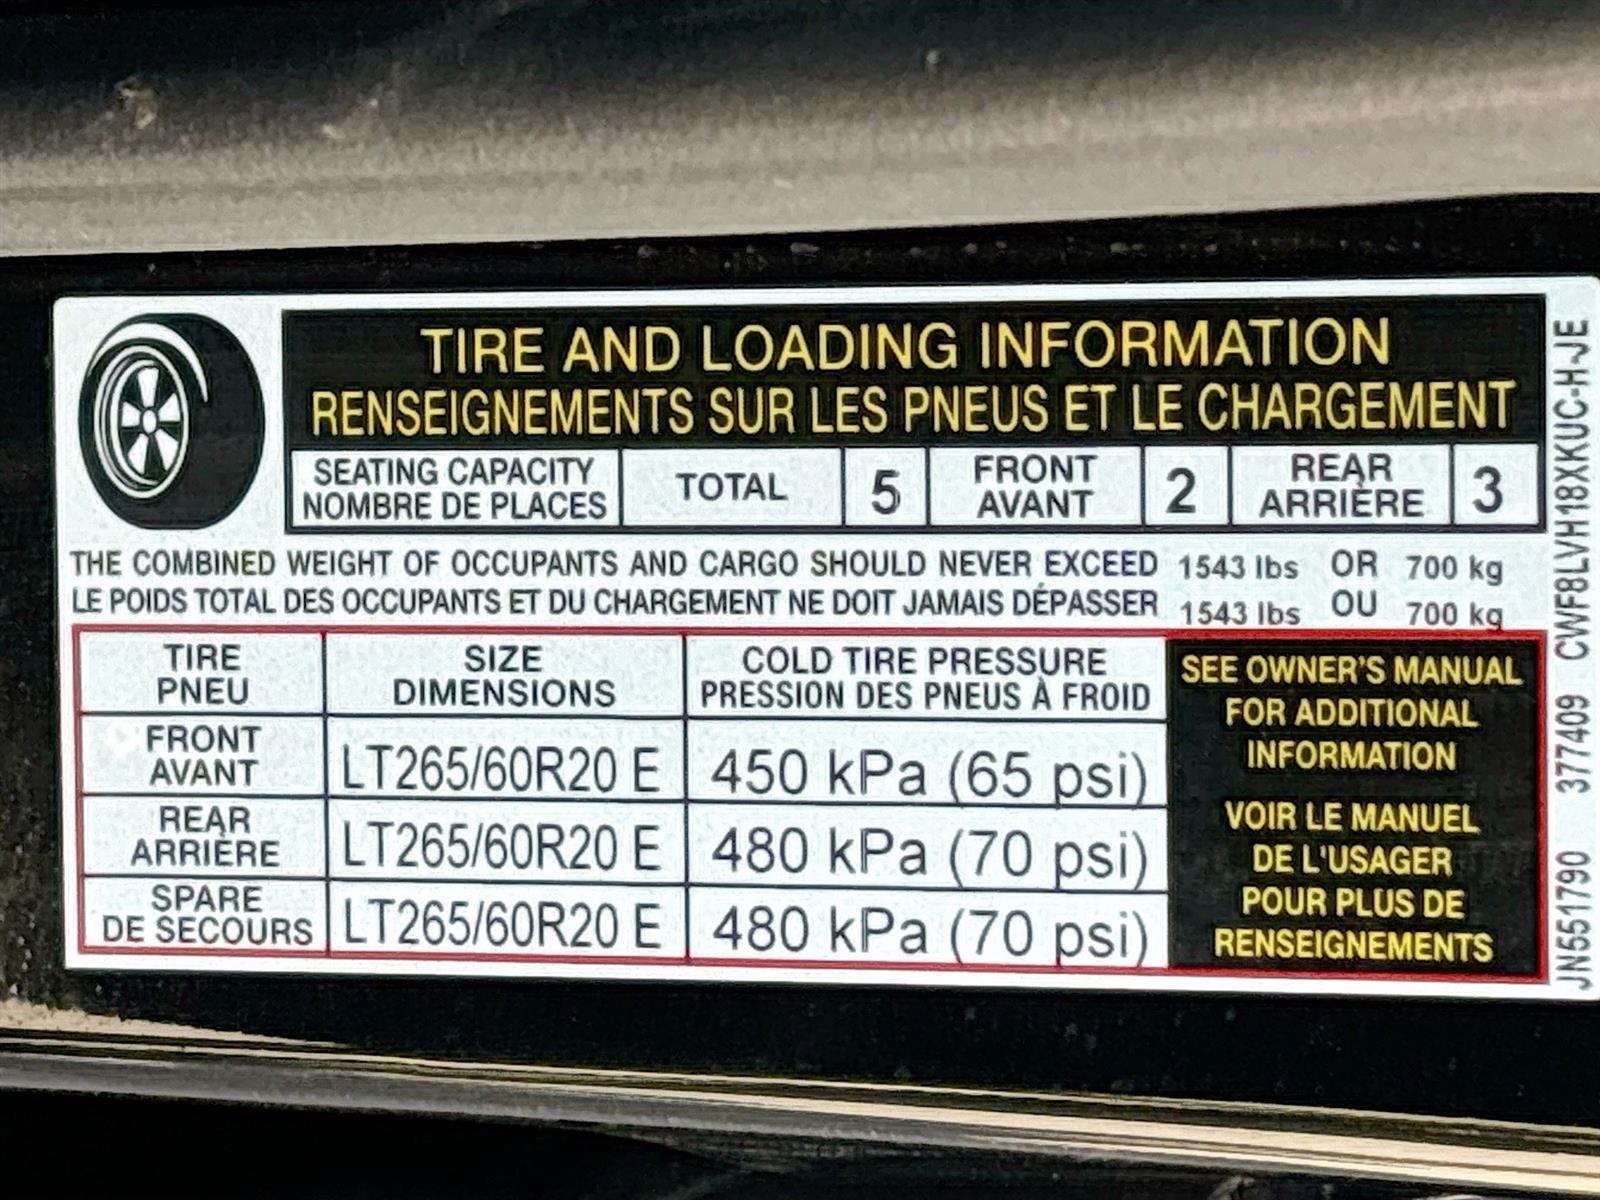 TIRE AND LOADING INFORMATION
RENSEIGNEMENTS SUR LES PNEUS ET LE CHARGEMENT
SEATING CAPACITY
NOMBRE DE PLACES
TOTAL
5
FRONT
AVANT
2
REAR
ARRIÈRE
3
THE COMBINED WEIGHT OF OCCUPANTS AND CARGO SHOULD NEVER EXCEED 1543 lbs OR 700 kg
LE POIDS TOTAL DES OCCUPANTS ET DU CHARGEMENT NE DOIT JAMAIS DÉPASSER 1543 lbs OU 700 kg
TIRE
PNEU
SIZE
DIMENSIONS
COLD TIRE PRESSURE
PRESSION DES PNEUS À FROID
FRONT
AVANT
LT265/60R20 E
450 kPa (65 psi)
REAR
ARRIÈRE
LT265/60R20 E
480 kPa (70 psi)
SPARE
DE SECOURS
LT265/60R20 E
480 kPa (70 psi)
SEE OWNER'S MANUAL
FOR ADDITIONAL
INFORMATION
VOIR LE MANUEL
DE L'USAGER
POUR PLUS DE
RENSEIGNEMENTS
JN551790 377409 CWF8LVH18XKUC-H-JE